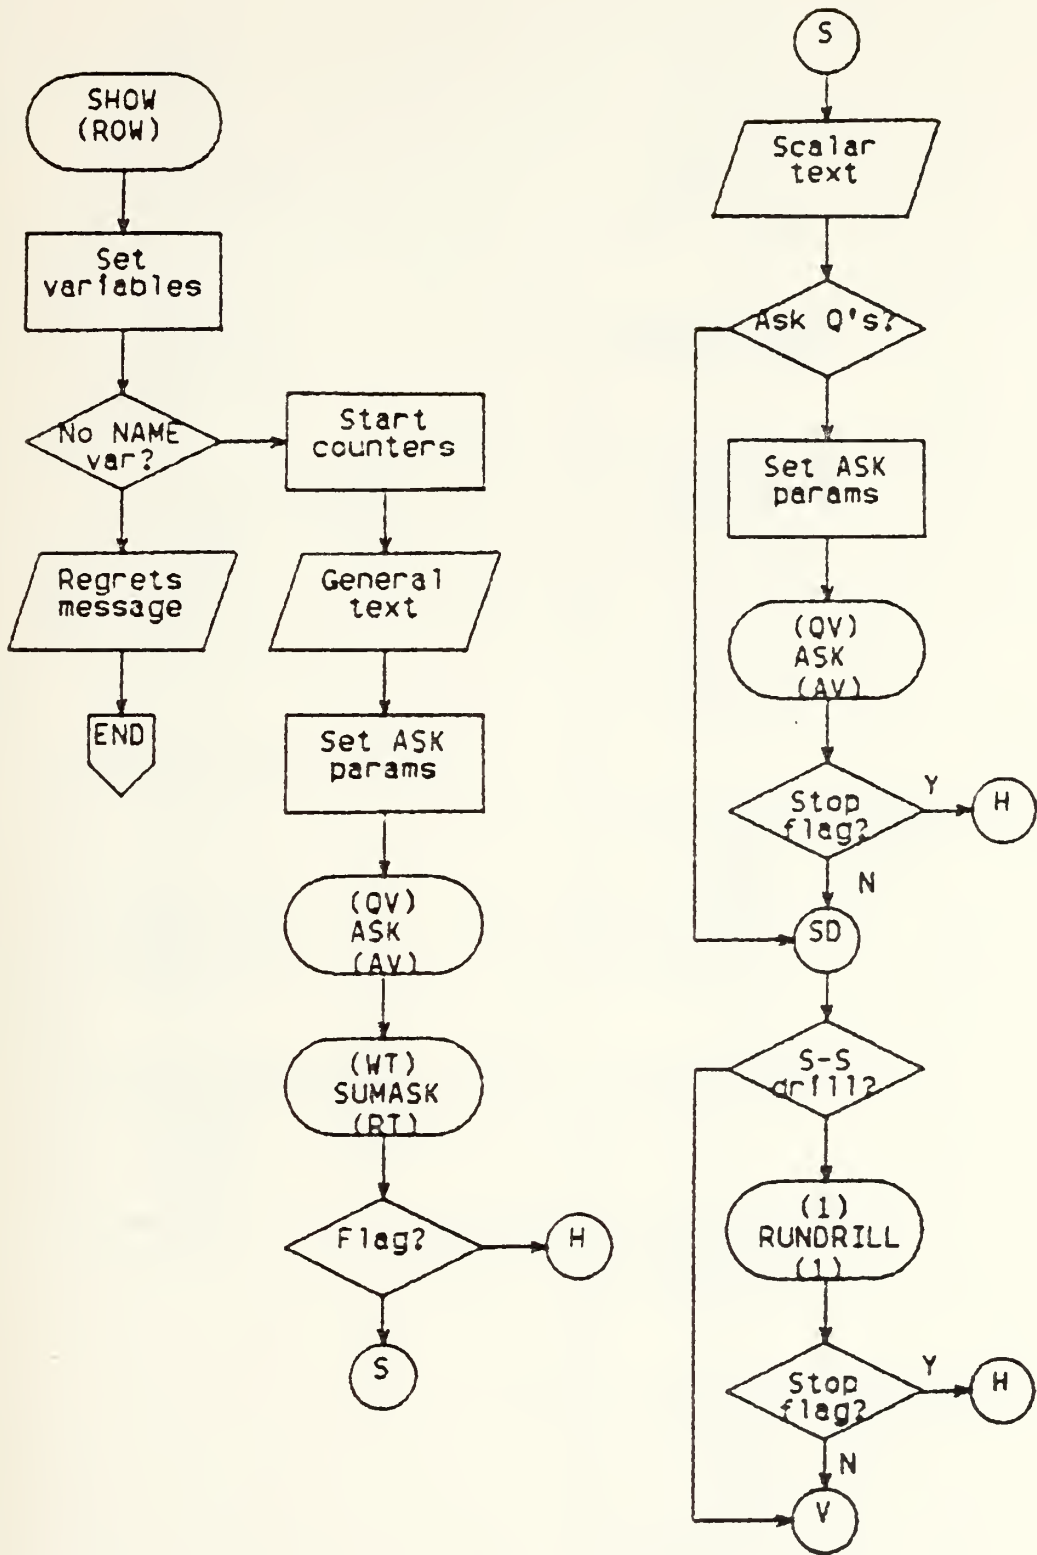 SHOW
(ROW)
Set
variables
No NAME
var?
Regrets
message
END
Start
counters
General
text
Set ASK
params
(QV)
ASK
(AV)
(WT)
SUMASK
(RT)
Flag?
H
S
S
Scalar
text
Ask Q's?
Set ASK
params
(QV)
ASK
(AV)
Stop
flag?
Y
H
N
SD
S-S
drill?
(1)
RUNDRILL
(1)
Stop
flag?
Y
H
N
V